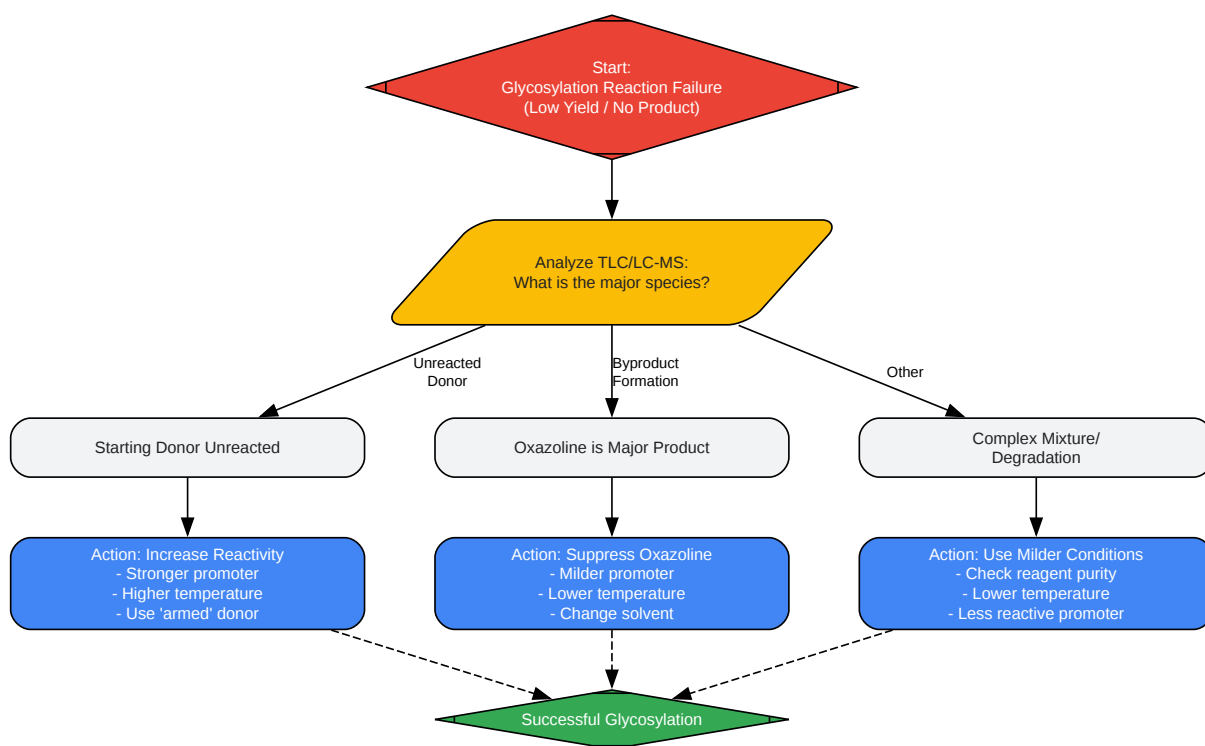 Start:
Glycosylation Reaction Failure
(Low Yield / No Product)
Analyze TLC/LC-MS:
What is the major species?
Unreacted
Donor
Byproduct
Formation
Other
Starting Donor Unreacted
Oxazoline is Major Product
Complex Mixture/
Degradation
Action: Increase Reactivity
- Stronger promoter
- Higher temperature
- Use 'armed' donor
Action: Suppress Oxazoline
- Milder promoter
- Lower temperature
- Change solvent
Action: Use Milder Conditions
- Check reagent purity
- Lower temperature
- Less reactive promoter
Successful Glycosylation